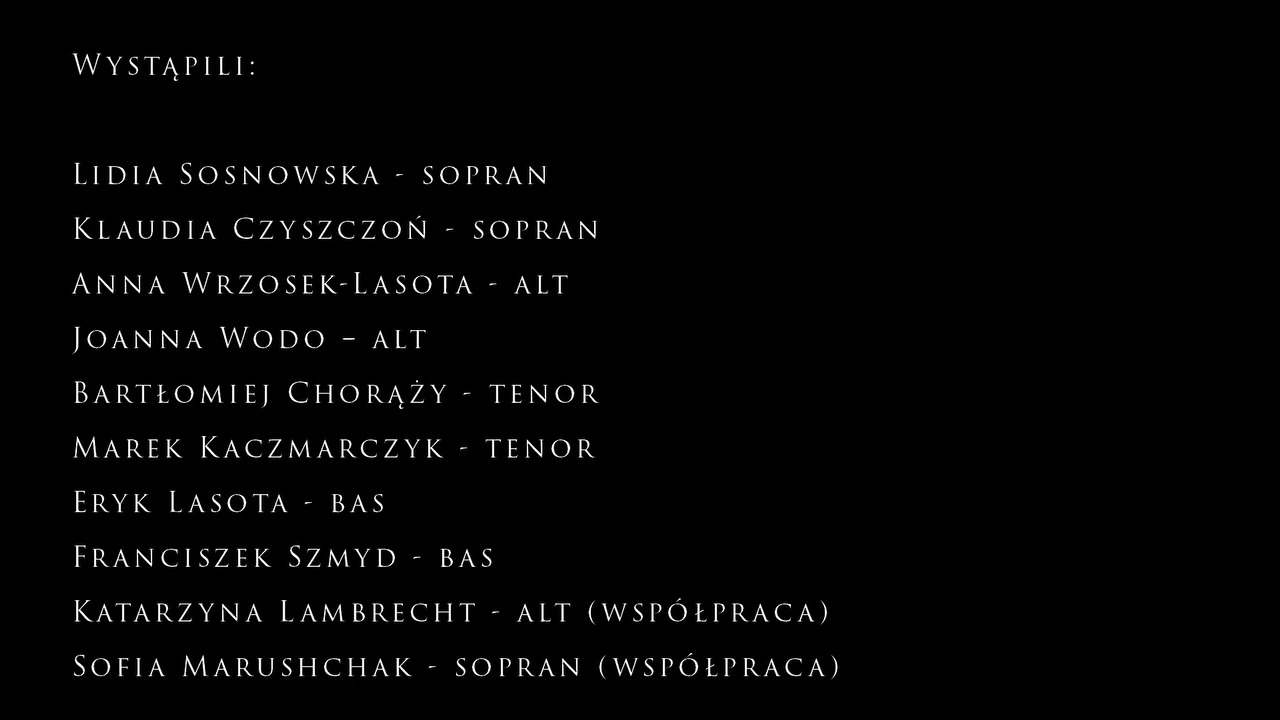 Wystąpili:
Lidia Sosnowska - sopran
Klaudia Czyszczoń - sopran
Anna Wrzosek-Lasota - alt
Joanna Wodo – alt
Bartłomiej Chorąży - tenor
Marek Kaczmarczyk - tenor
Eryk Lasota - bas
Franciszek Szmyd - bas
Katarzyna Lambrecht - alt (współpraca)
Sofia Marushchak - sopran (współpraca)